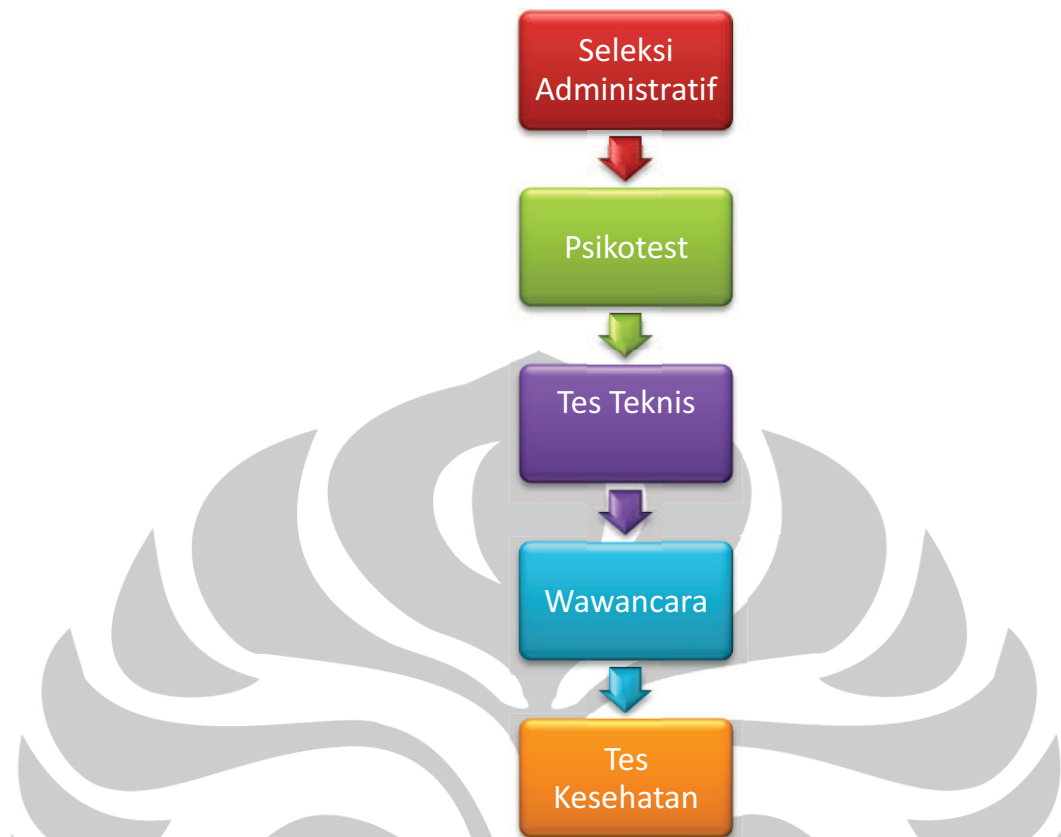 Seleksi
Administratif
Psikotest
Tes Teknis
Wawancara
Tes
Kesehatan